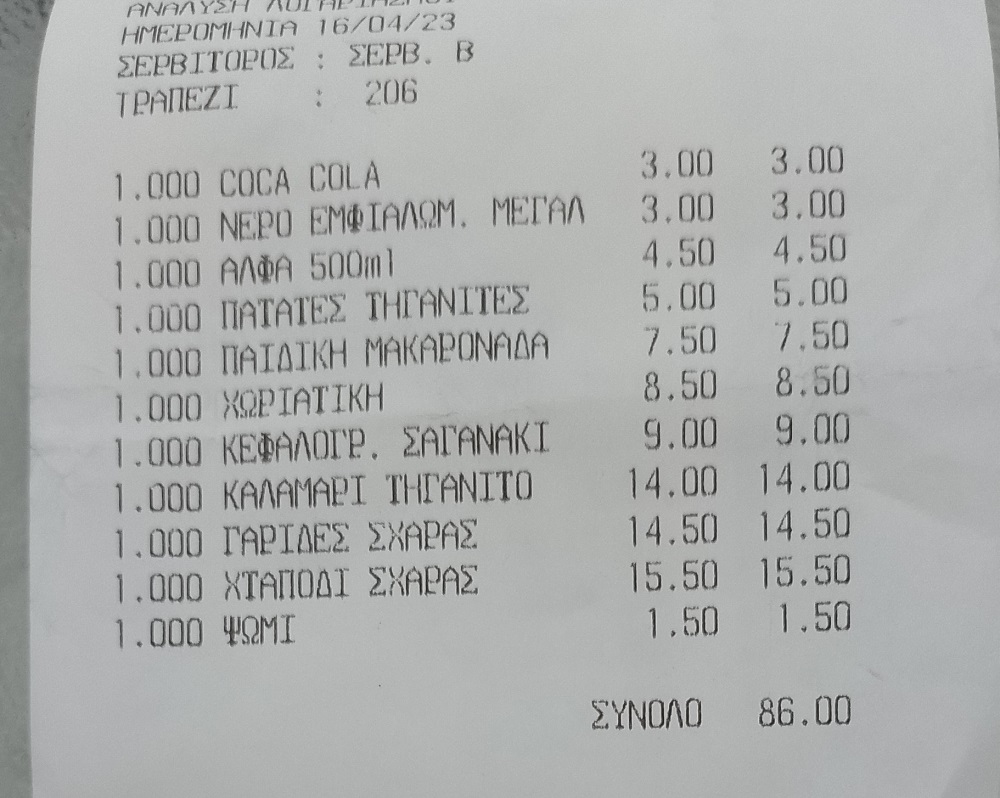 ΑΝΑΛΥΣΗ ΛΟΓΑΡΙΑΣΜΟΥ
ΗΜΕΡΟΜΗΝΙΑ 16/04/23
ΣΕΡΒΙΤΟΡΟΣ : ΣΕΡΒ. Β
ΤΡΑΠΕΖΙ : 206
1.000 COCA COLA 3.00 3.00
1.000 ΝΕΡΟ ΕΜΦΙΑΛΩΜ. ΜΕΓΑΛ 3.00 3.00
1.000 ΑΛΦΑ 500ml 4.50 4.50
1.000 ΠΑΤΑΤΕΣ ΤΗΓΑΝΙΤΕΣ 5.00 5.00
1.000 ΠΑΙΔΙΚΗ ΜΑΚΑΡΟΝΑΔΑ 7.50 7.50
1.000 ΧΩΡΙΑΤΙΚΗ 8.50 8.50
1.000 ΚΕΦΑΛΟΓΡ. ΣΑΓΑΝΑΚΙ 9.00 9.00
1.000 ΚΑΛΑΜΑΡΙ ΤΗΓΑΝΙΤΟ 14.00 14.00
1.000 ΓΑΡΙΔΕΣ ΣΧΑΡΑΣ 14.50 14.50
1.000 ΧΤΑΠΟΔΙ ΣΧΑΡΑΣ 15.50 15.50
1.000 ΨΩΜΙ 1.50 1.50
ΣΥΝΟΛΟ 86.00